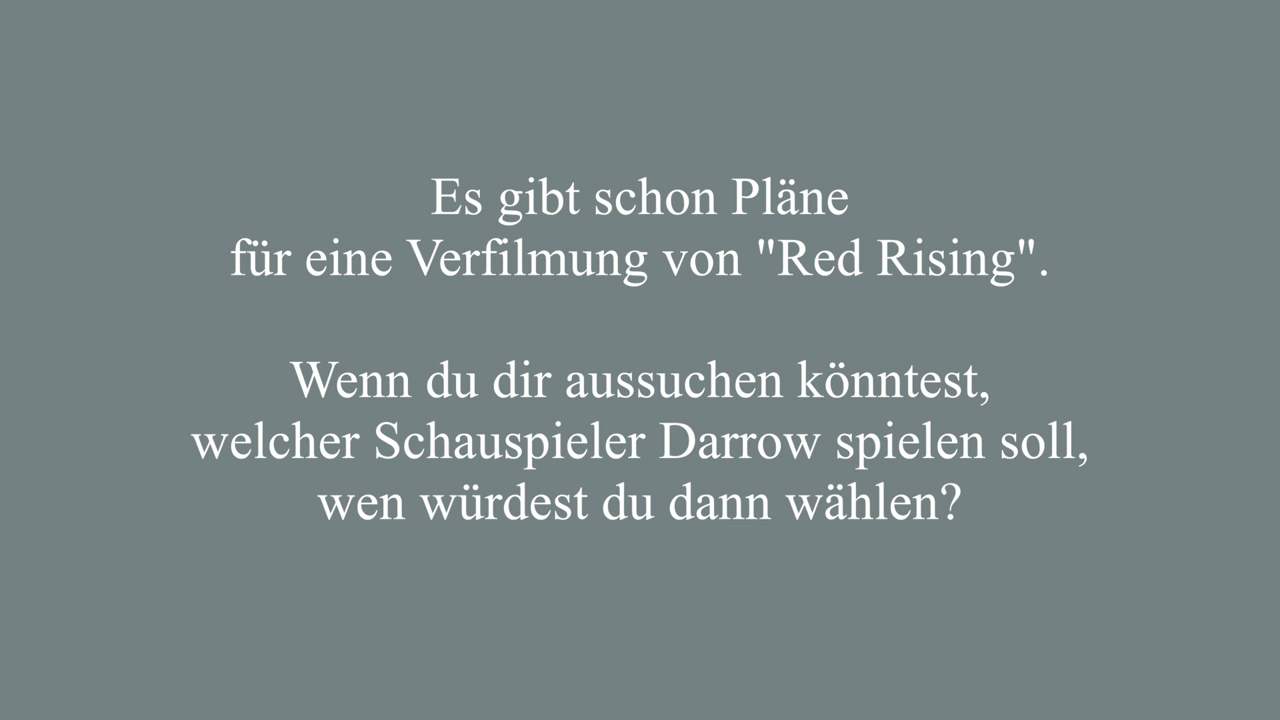 Es gibt schon Pläne
für eine Verfilmung von "Red Rising".
Wenn du dir aussuchen könntest,
welcher Schauspieler Darrow spielen soll,
wen würdest du dann wählen?